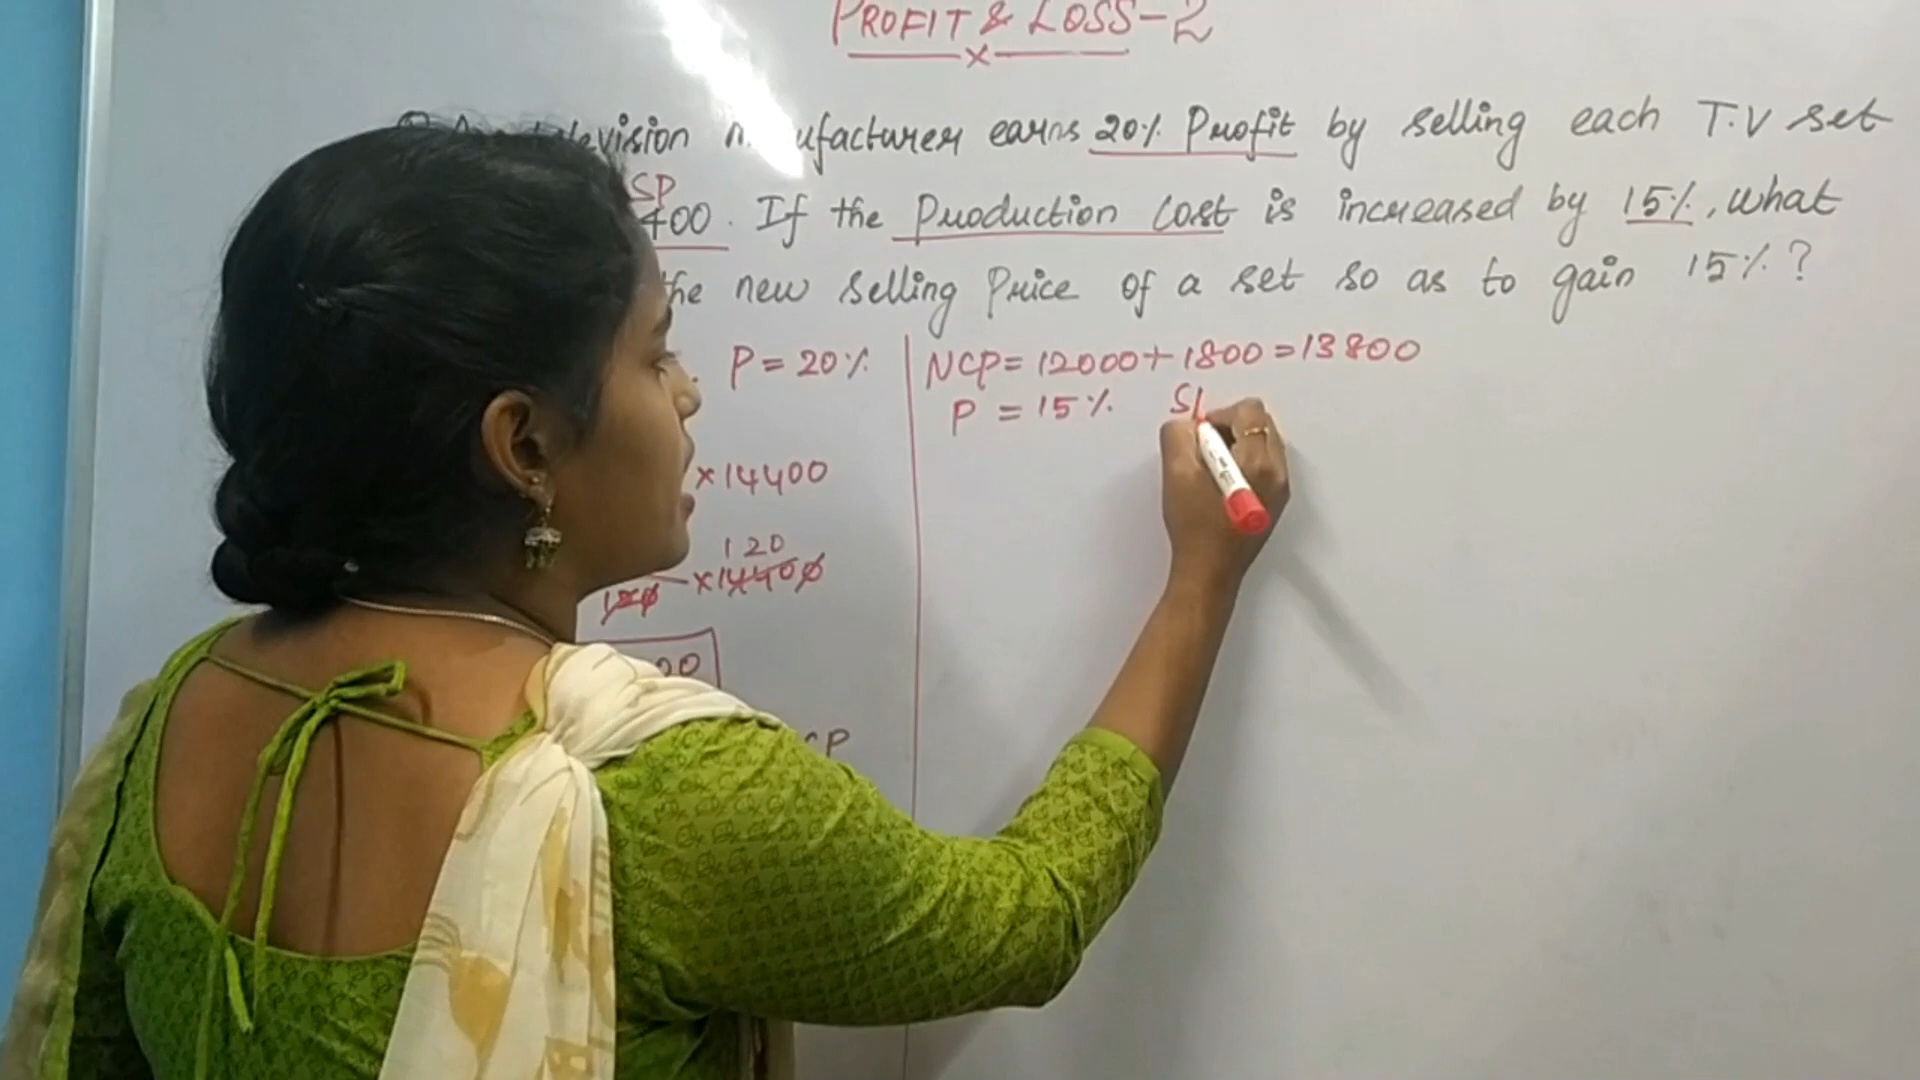 PROFIT & LOSS-2
x
earns 20% Profit by selling each T.V set
SP
400. If the Production Cost is increased by 15%, what
the new Selling Price of a set so as to gain 15%?
P = 20%
× 14400
120
× 14400
00
CP
NCP = 12000 + 1800 = 13800
P = 15%